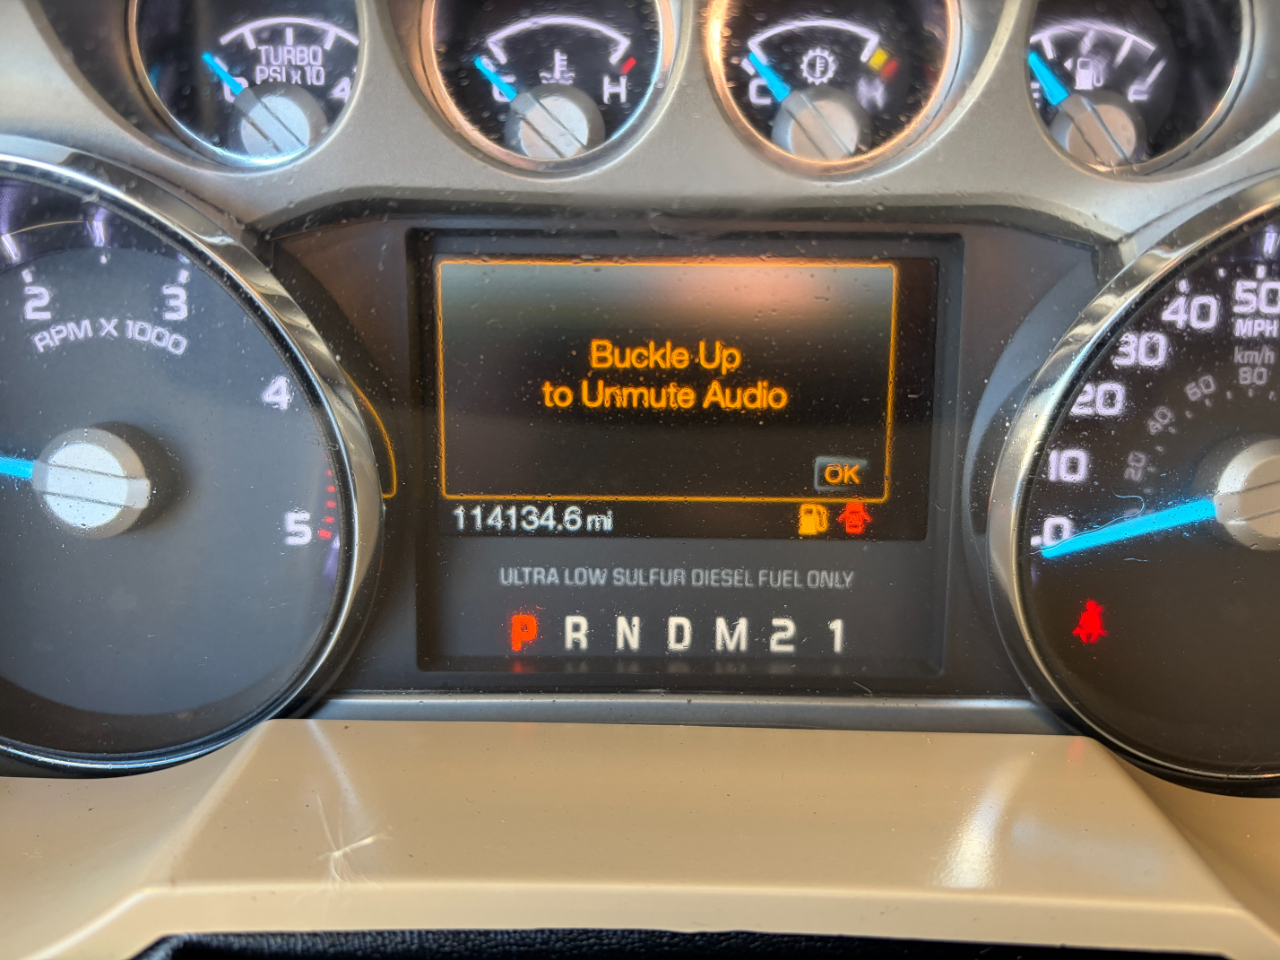 TURBO
PSI x 10
0 4
C H
C H
E
2 3 4 5
RPM X 1000
Buckle Up
to Unmute Audio
OK
114134.6 mi
ULTRA LOW SULFUR DIESEL FUEL ONLY
P R N D M 2 1
0 10 20 30 40 50
MPH
km/h
20 40 60 80